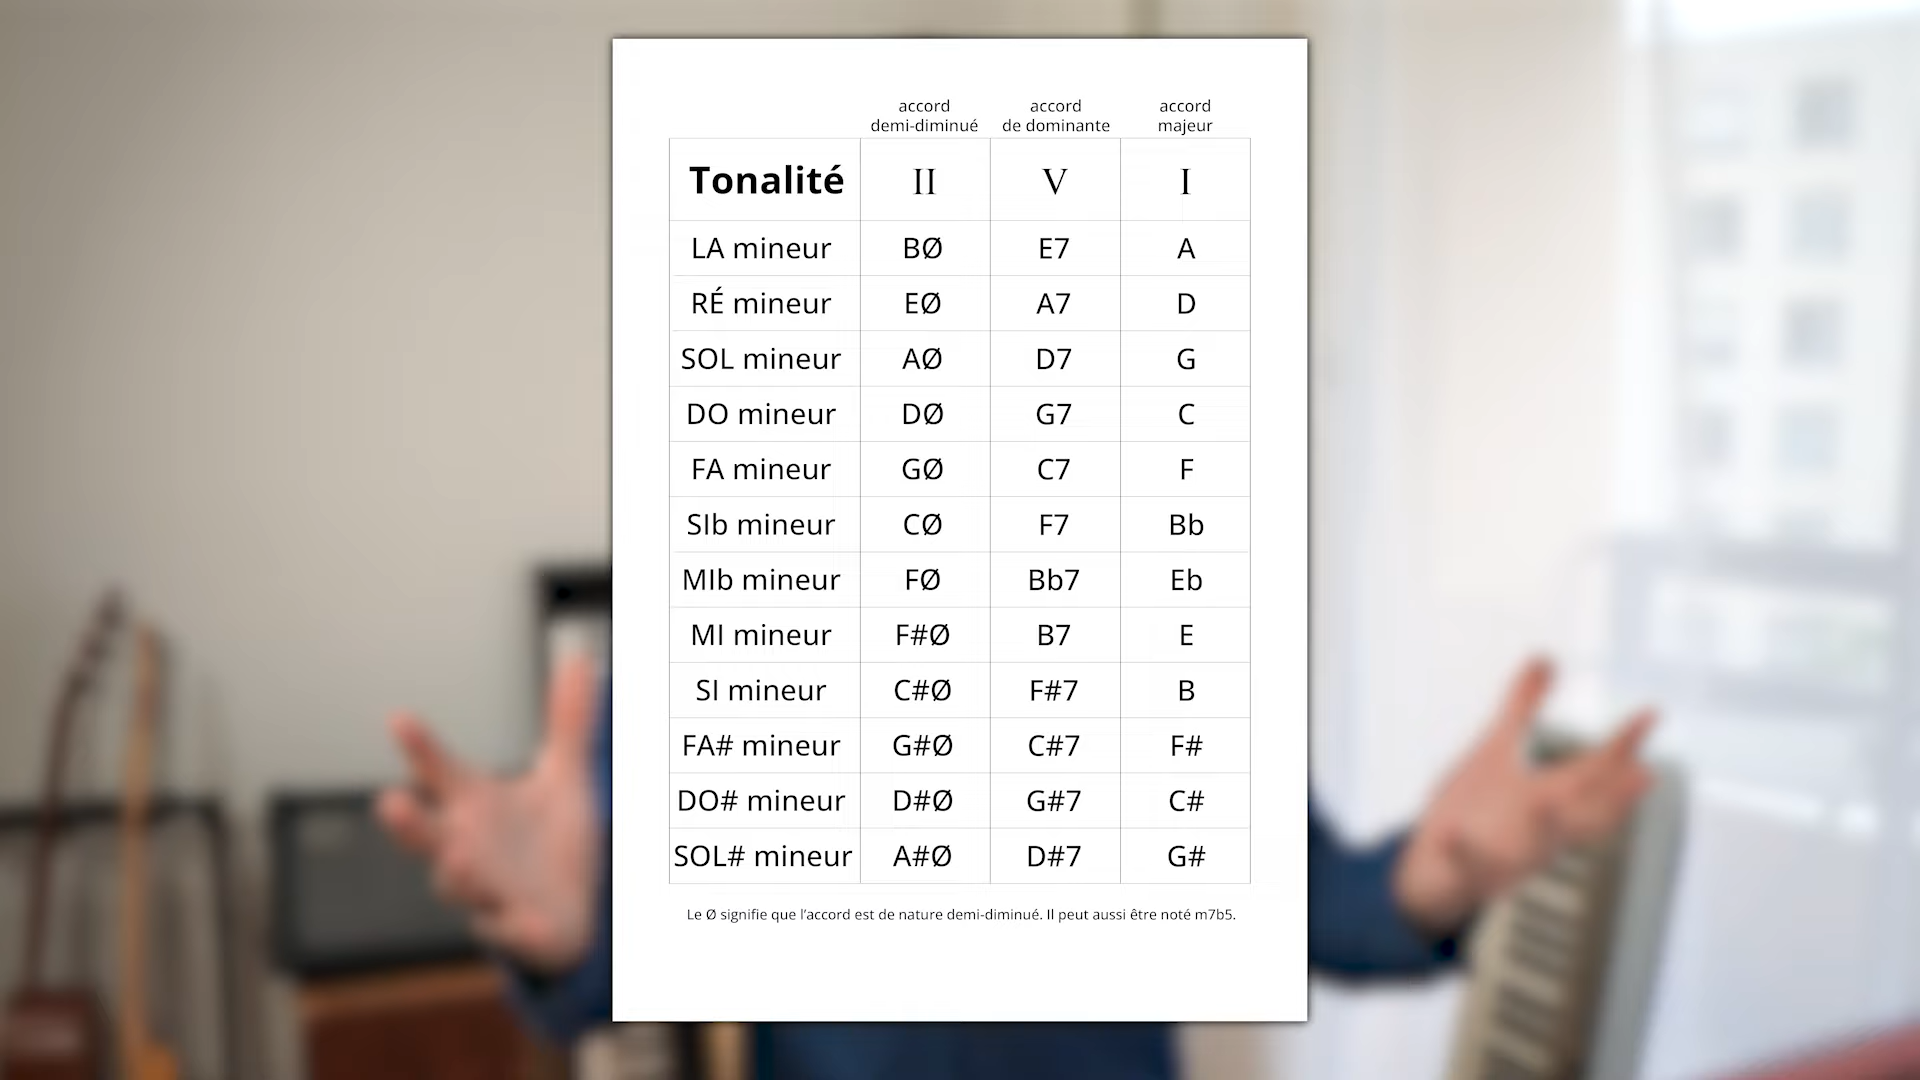 accord accord accord
demi-diminué de dominante majeur
Tonalité II V I
LA mineur BØ E7 A
RÉ mineur EØ A7 D
SOL mineur AØ D7 G
DO mineur DØ G7 C
FA mineur GØ C7 F
SIb mineur CØ F7 Bb
MIb mineur FØ Bb7 Eb
MI mineur F#Ø B7 E
SI mineur C#Ø F#7 B
FA# mineur G#Ø C#7 F#
DO# mineur D#Ø G#7 C#
SOL# mineur A#Ø D#7 G#
Le Ø signifie que l’accord est de nature demi-diminué. Il peut aussi être noté m7b5.